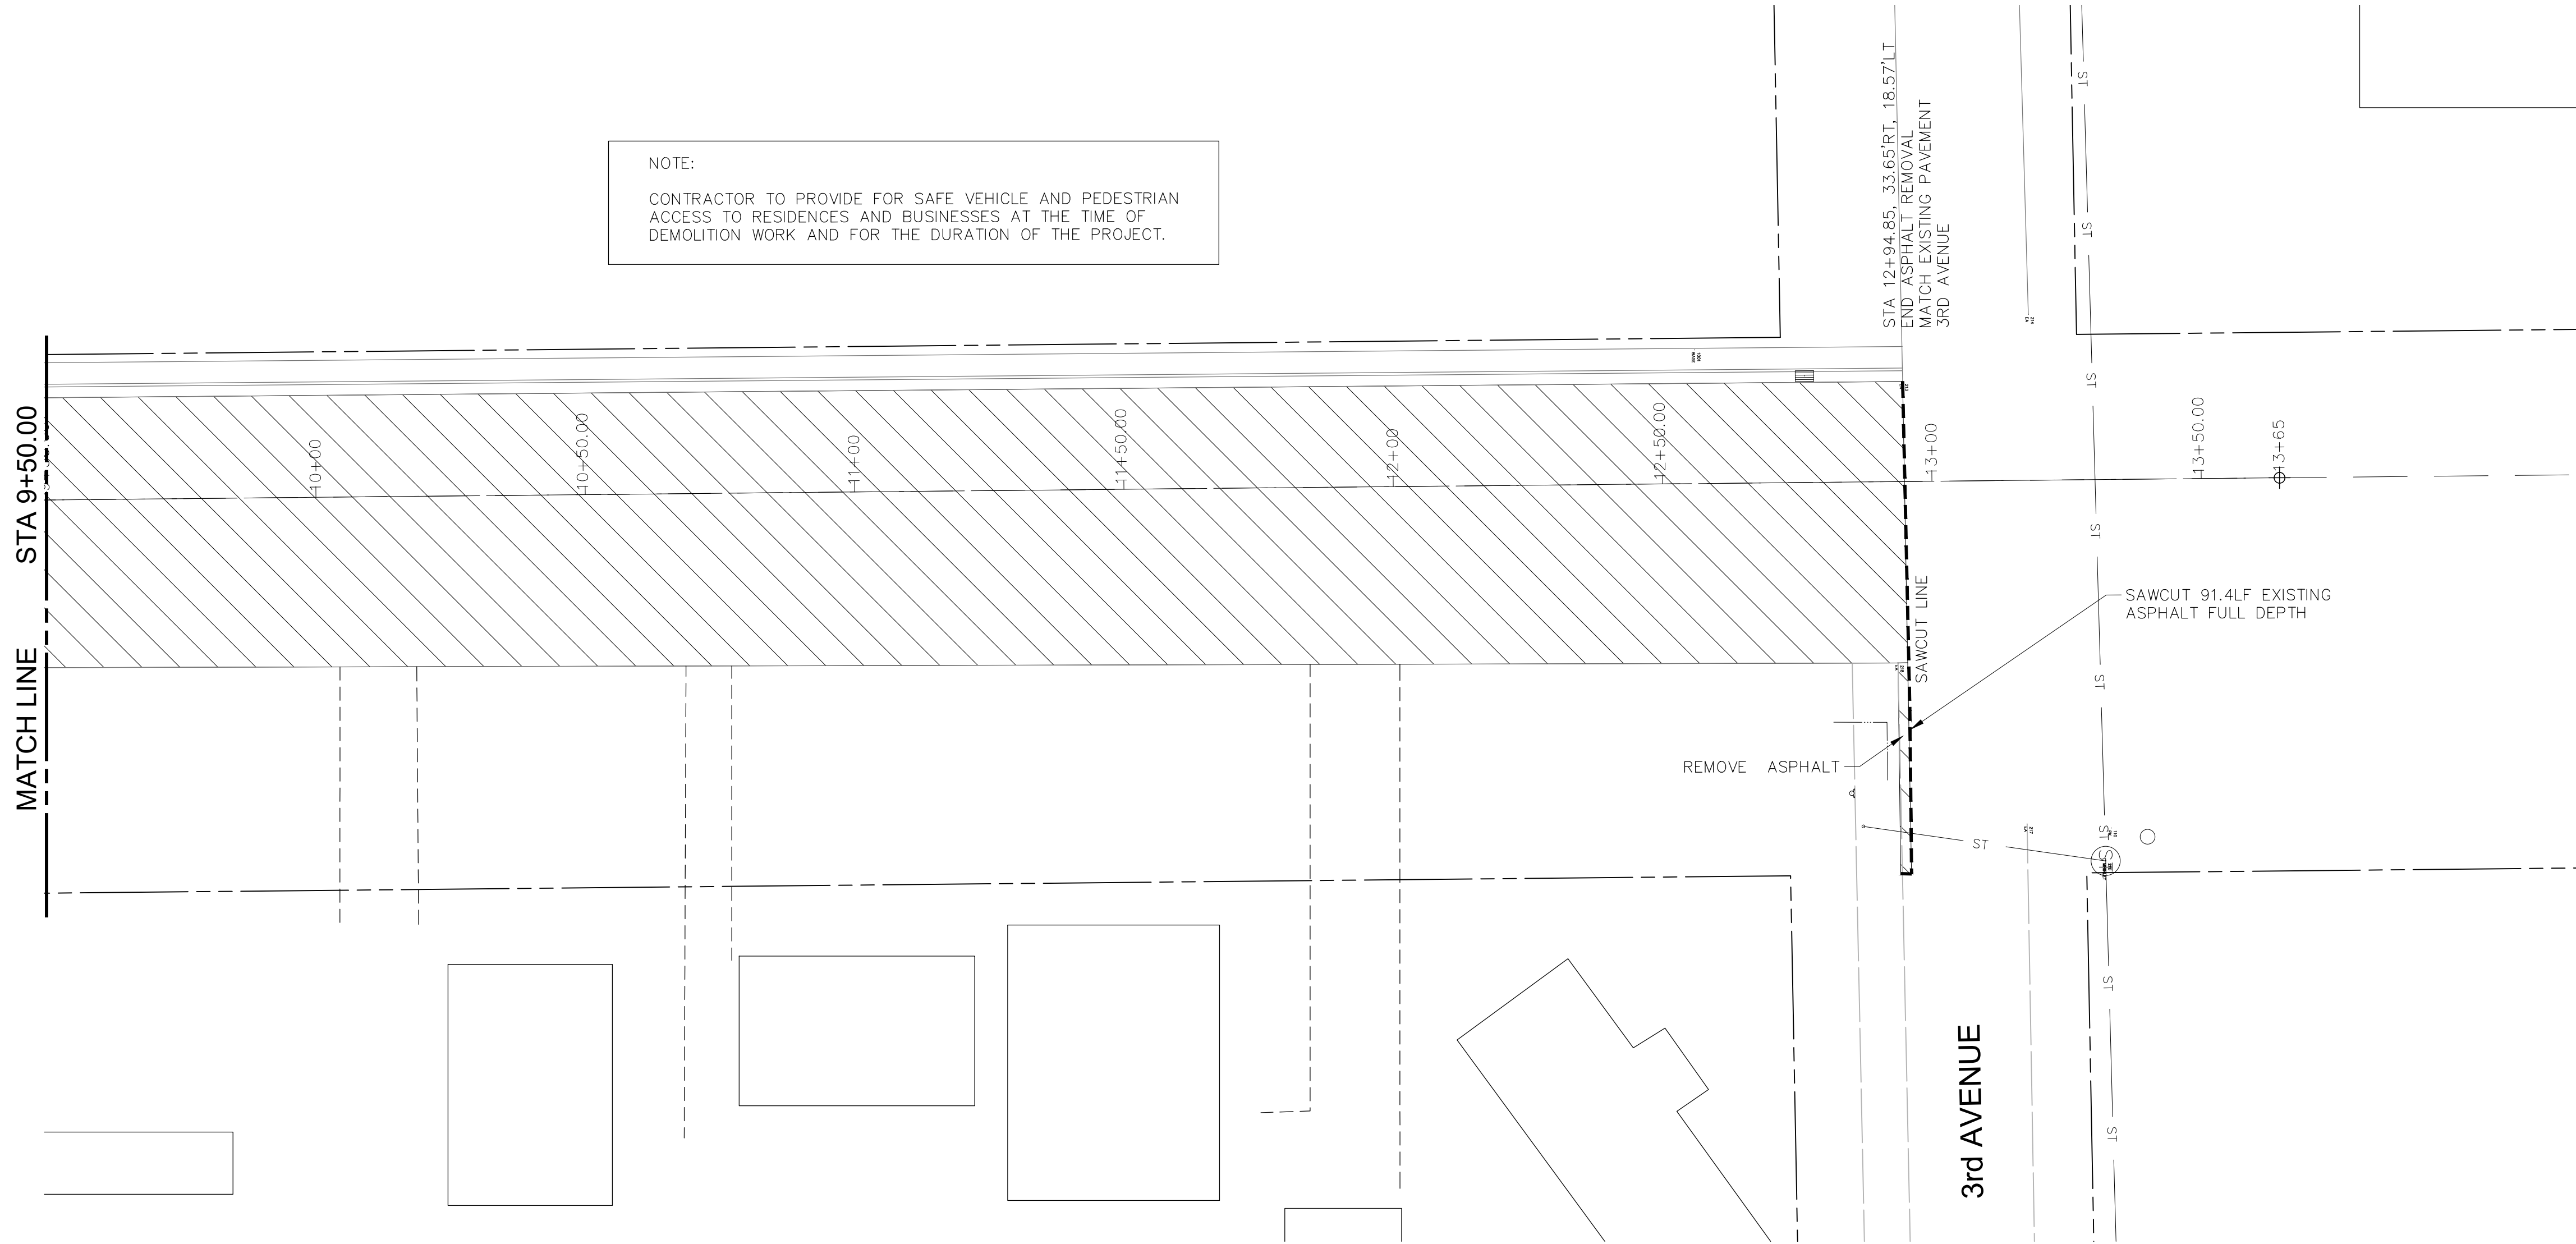 NOTE:
CONTRACTOR TO PROVIDE FOR SAFE VEHICLE AND PEDESTRIAN
ACCESS TO RESIDENCES AND BUSINESSES AT THE TIME OF
DEMOLITION WORK AND FOR THE DURATION OF THE PROJECT.
STA 12+94.85, 33.65'RT, 18.57'LT
END ASPHALT REMOVAL
MATCH EXISTING PAVEMENT
3RD AVENUE
MATCH LINE STA 9+50.00
10+00
10+50.00
11+00
11+50.00
12+00
12+50.00
13+00
13+50.00
13+65
SAWCUT LINE
SAWCUT 91.4LF EXISTING
ASPHALT FULL DEPTH
REMOVE ASPHALT
ST
ST
ST
ST
ST
ST
ST
ST
ST
ST
3rd AVENUE